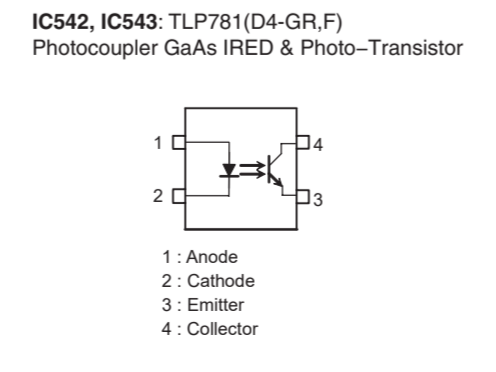 IC542, IC543: TLP781(D4-GR,F)
Photocoupler GaAs IRED & Photo−Transistor
1
4
2
3
1 : Anode
2 : Cathode
3 : Emitter
4 : Collector